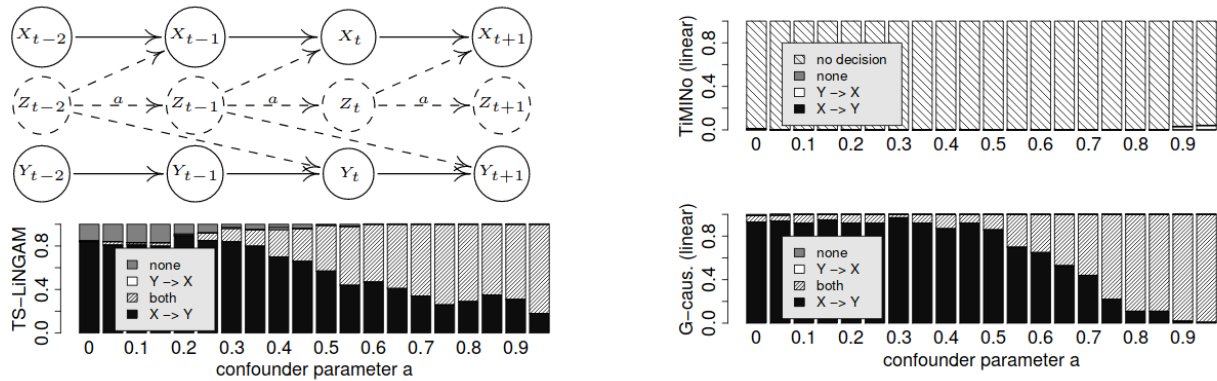 X_{t−2} X_{t−1} X_t X_{t+1}
Z_{t−2} a Z_{t−1} a Z_t a Z_{t+1}
Y_{t−2} Y_{t−1} Y_t Y_{t+1}
TS−LiNGAM
0.0 0.4 0.8
none
Y −> X
both
X −> Y
0 0.1 0.2 0.3 0.4 0.5 0.6 0.7 0.8 0.9
confounder parameter a
TiMINo (linear)
0.0 0.4 0.8
no decision
none
Y −> X
X −> Y
0 0.1 0.2 0.3 0.4 0.5 0.6 0.7 0.8 0.9
G−caus. (linear)
0.0 0.4 0.8
none
Y −> X
both
X −> Y
0 0.1 0.2 0.3 0.4 0.5 0.6 0.7 0.8 0.9
confounder parameter a